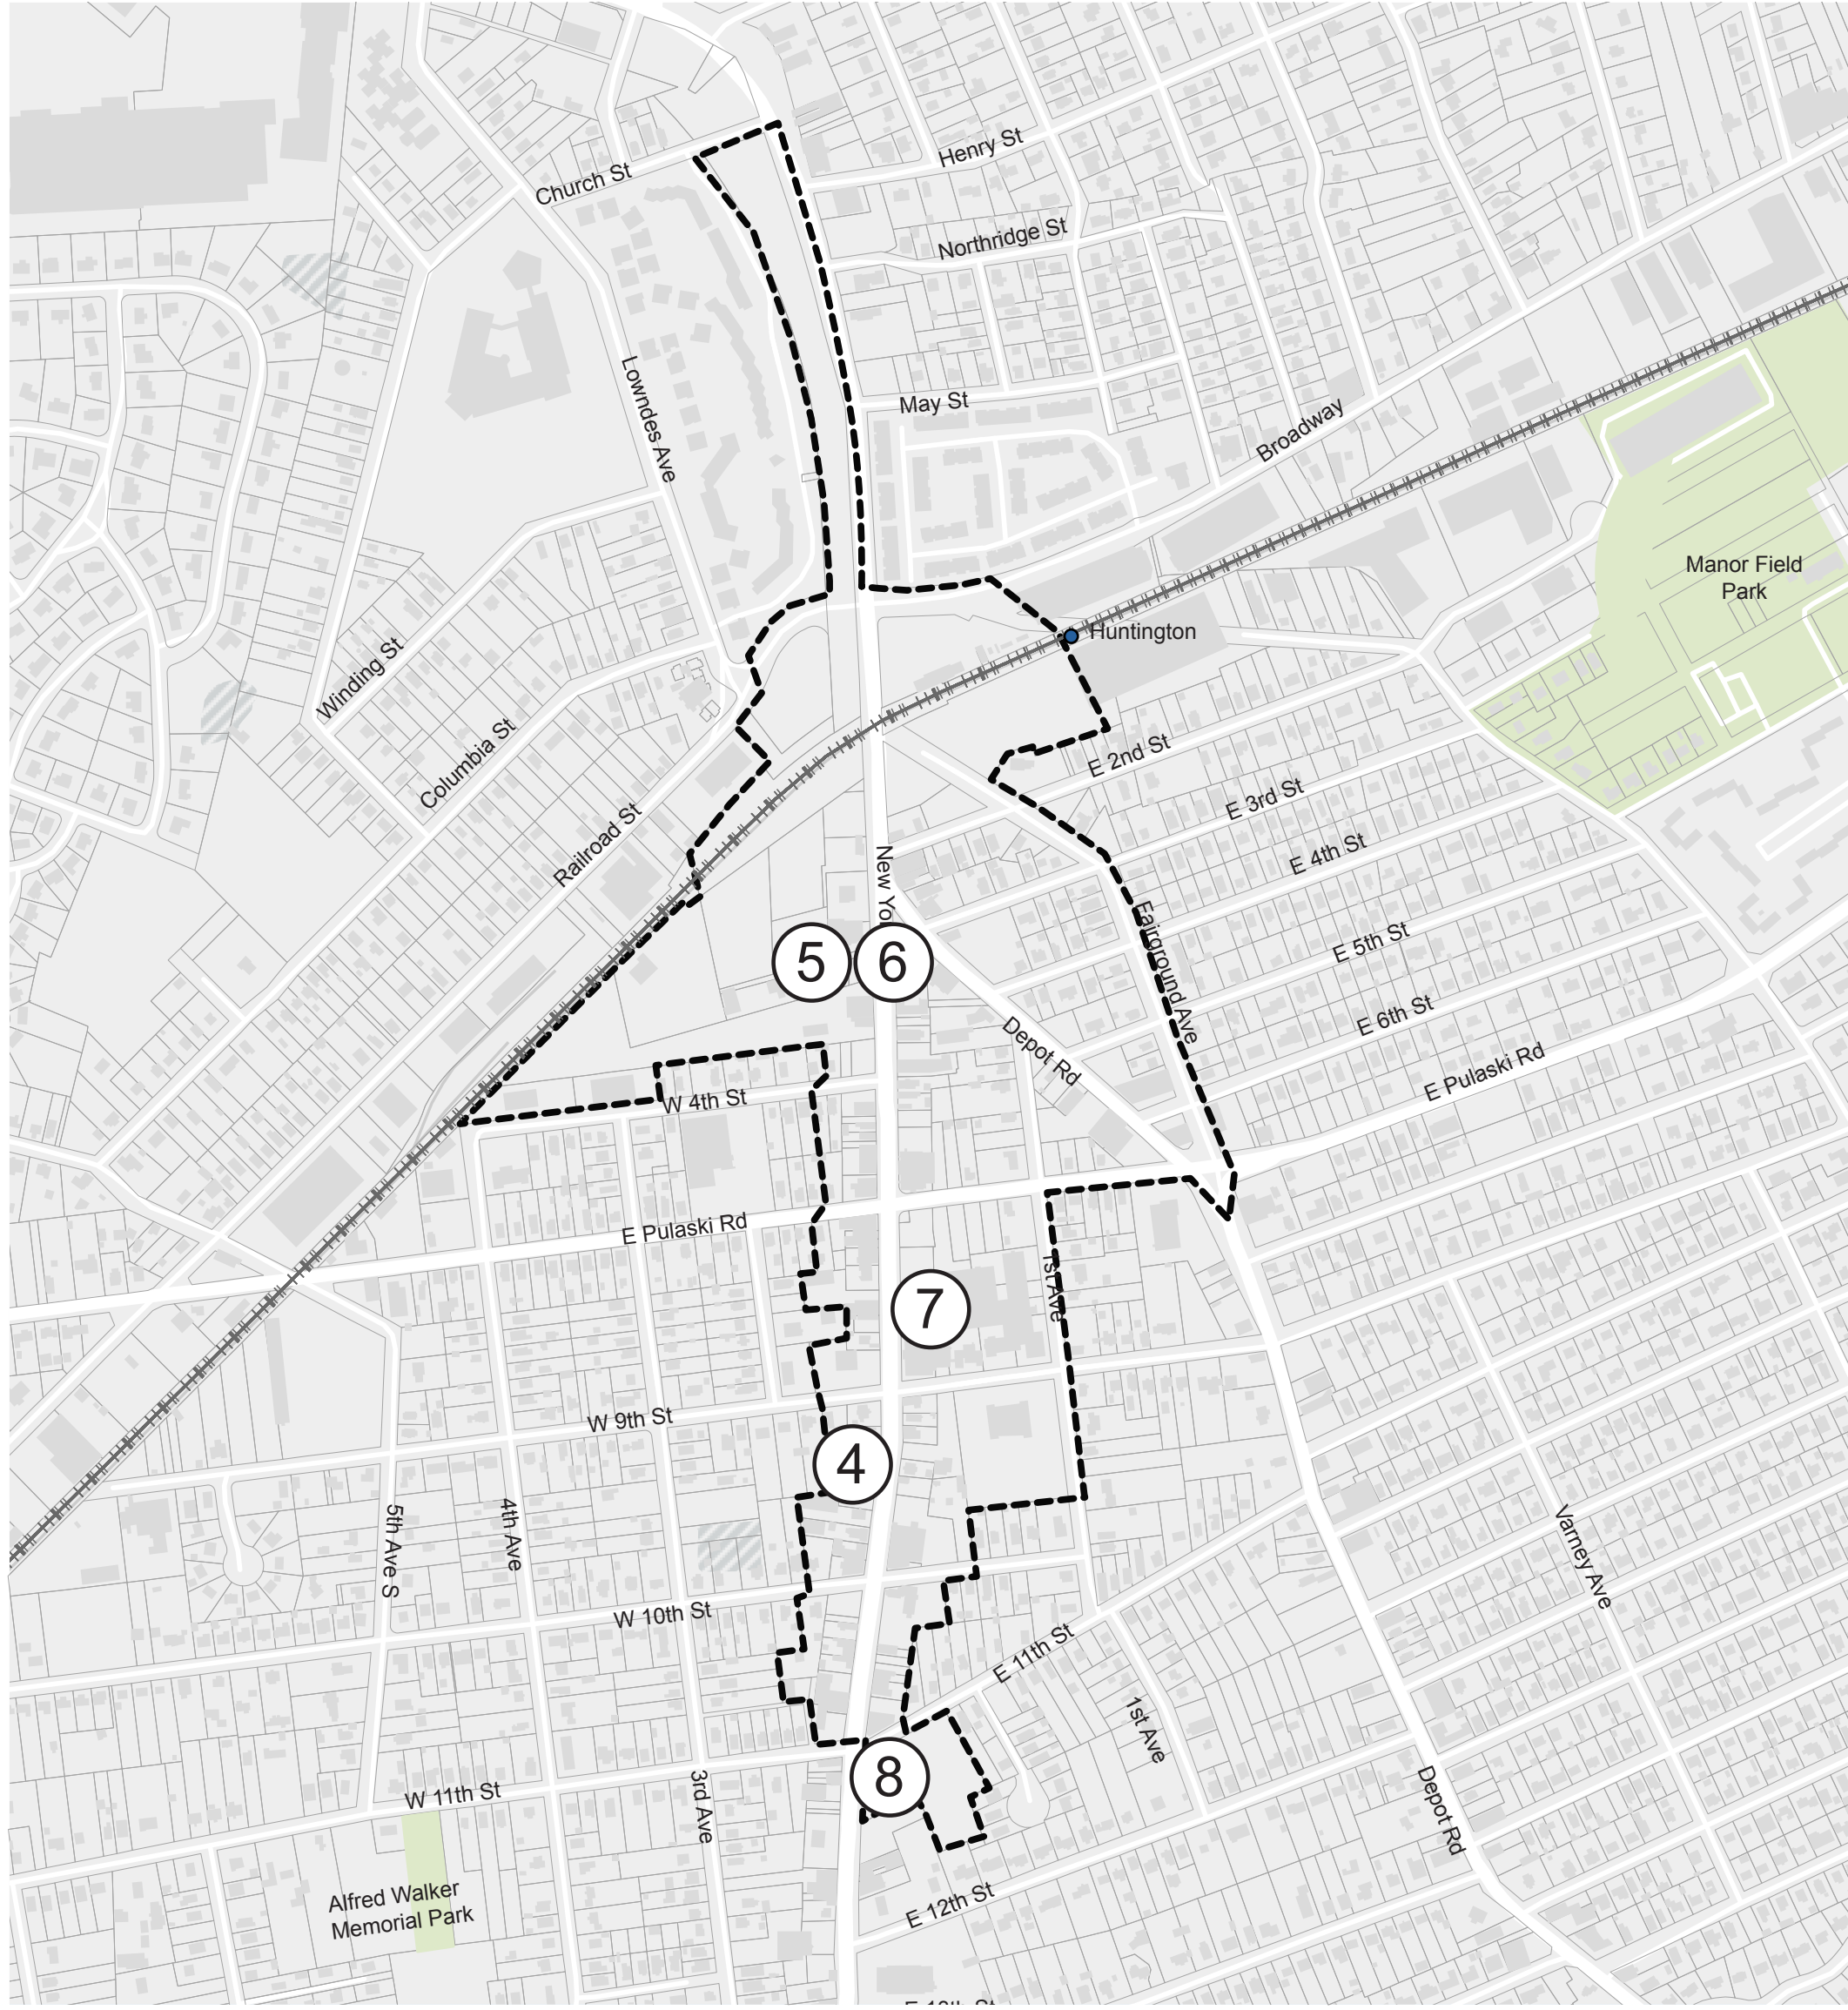 Henry St
Church St
Northridge St
Lowndes Ave
May St
Broadway
Manor Field
Park
Huntington
Winding St
E 2nd St
Columbia St
E 3rd St
Railroad St
E 4th St
New Yo
Fairground Ave
E 5th St
5
6
E 6th St
Depot Rd
E Pulaski Rd
W 4th St
E Pulaski Rd
1st Ave
7
W 9th St
4
5th Ave S
4th Ave
Varney Ave
W 10th St
E 11th St
1st Ave
8
W 11th St
3rd Ave
Depot Rd
Alfred Walker
Memorial Park
E 12th St